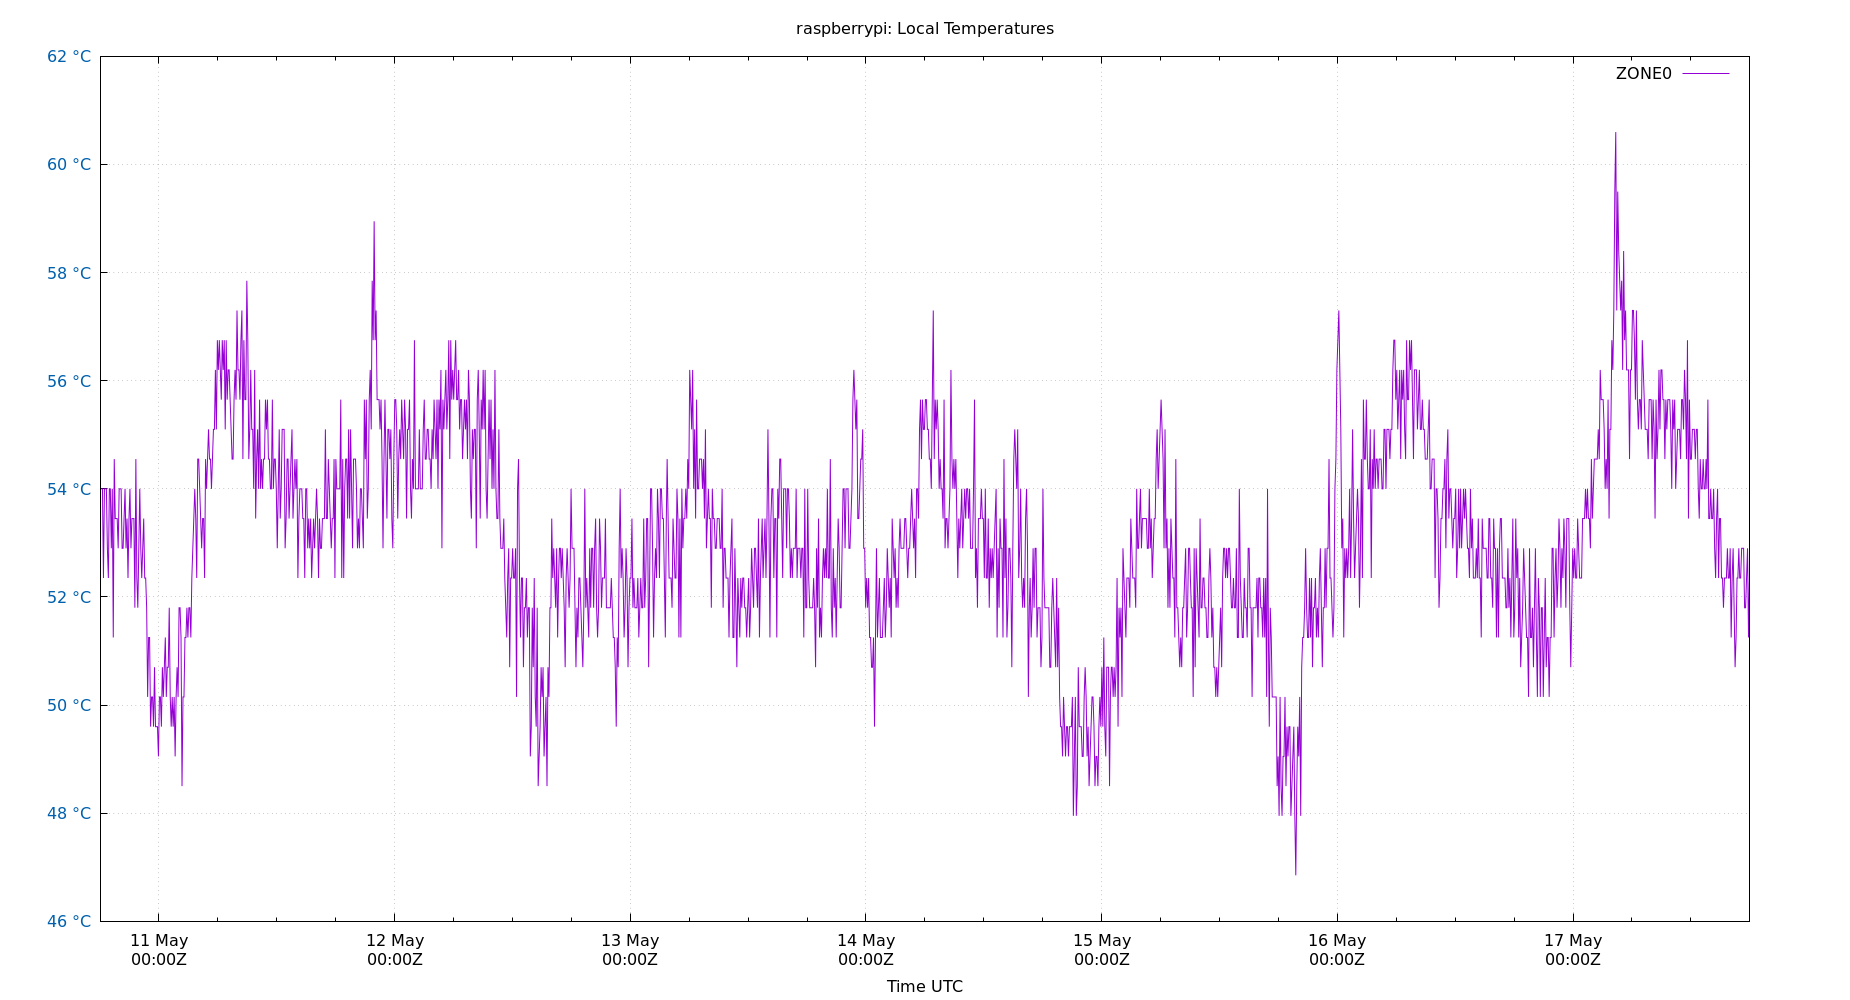 raspberrypi: Local Temperatures
62 °C
ZONE0
60 °C
58 °C
56 °C
54 °C
52 °C
50 °C
48 °C
46 °C
11 May 12 May 13 May 14 May 15 May 16 May 17 May
00:00Z 00:00Z 00:00Z 00:00Z 00:00Z 00:00Z 00:00Z
Time UTC